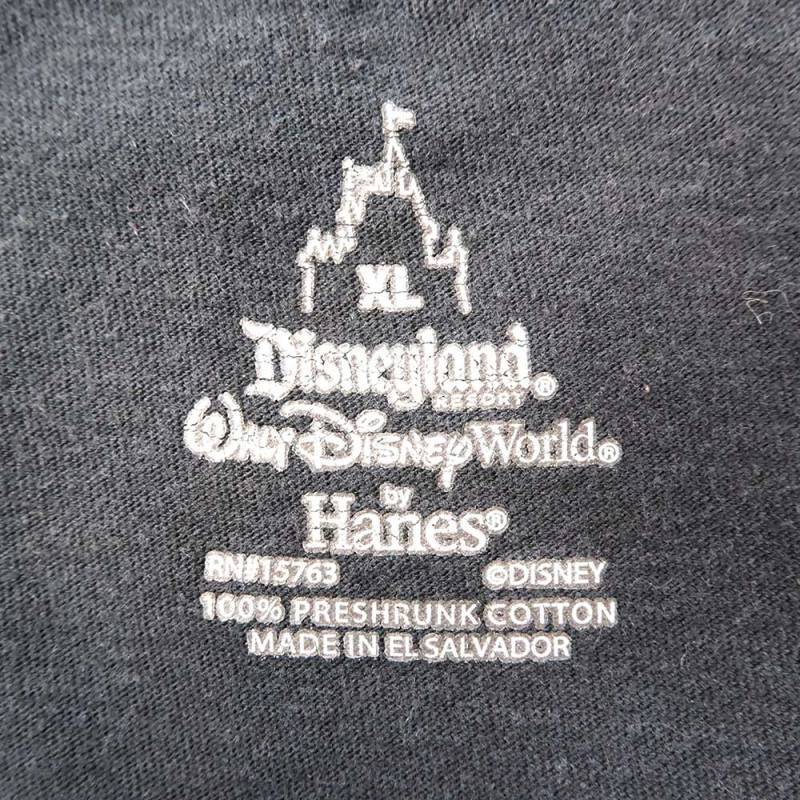 XL
Disneyland®
RESORT
Walt Disney World®
by
Hanes®
RN#15763 ©DISNEY
100% PRESHRUNK COTTON
MADE IN EL SALVADOR